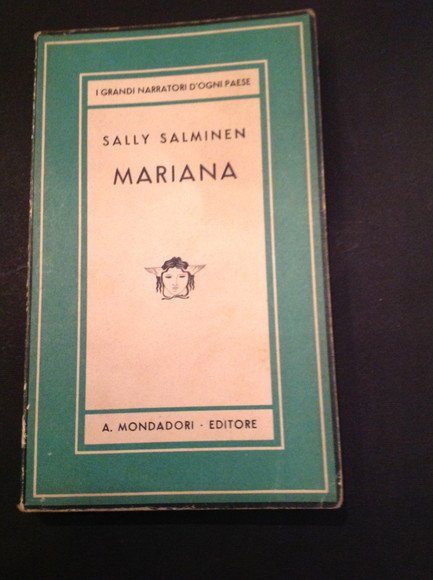 I GRANDI NARRATORI D'OGNI PAESE
SALLY SALMINEN
MARIANA
A. MONDADORI · EDITORE